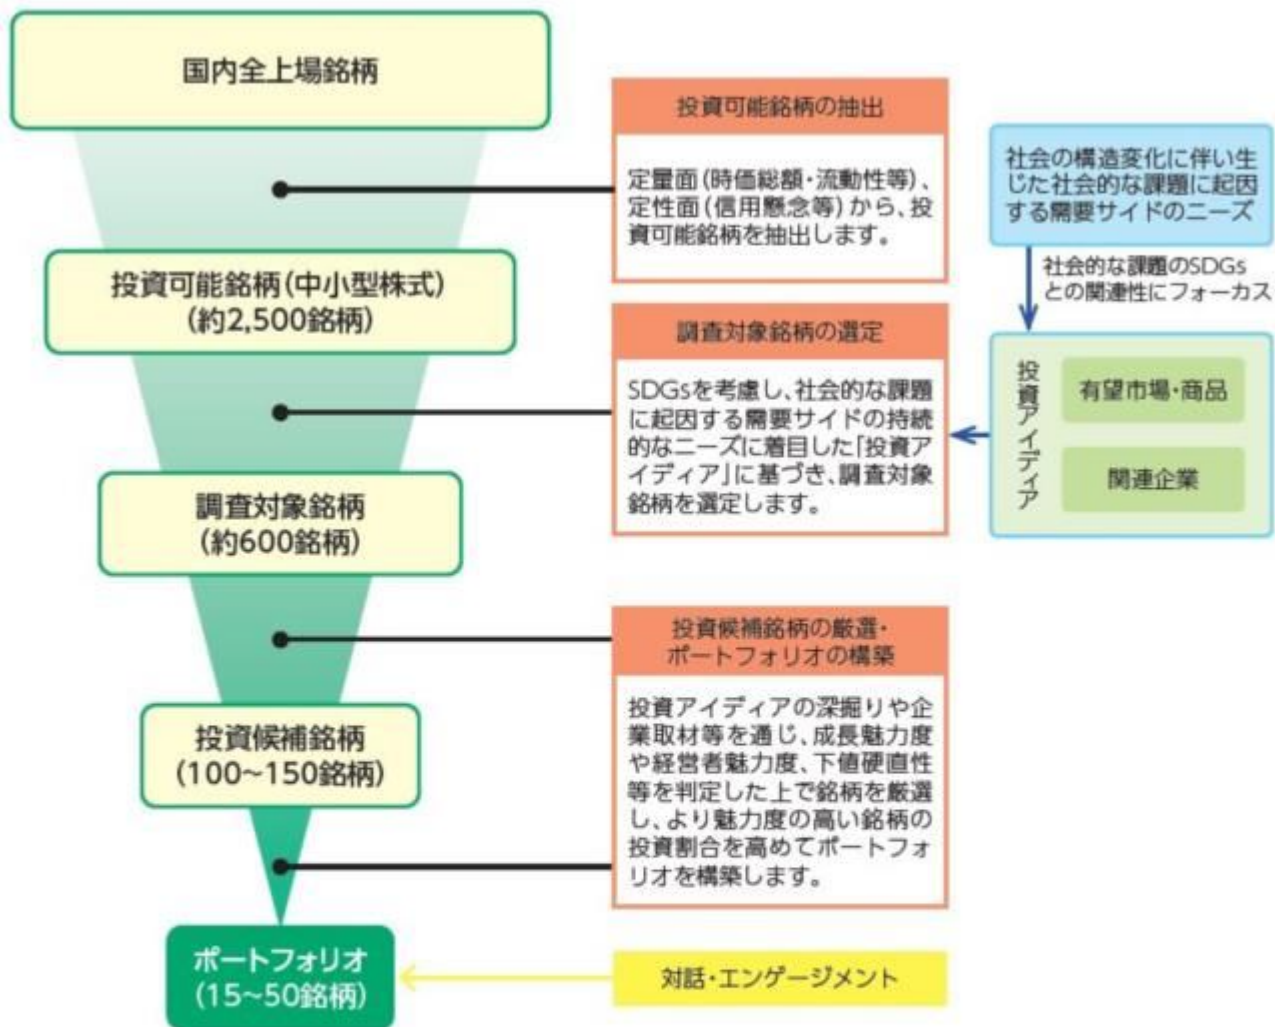 国内全上場銘柄
投資可能銘柄の抽出
定量面(時価総額・流動性等)、
定性面(信用懸念等)から、投
資可能銘柄を抽出します。
社会の構造変化に伴い生
じた社会的な課題に起因
する需要サイドのニーズ
社会的な課題のSDGs
との関連性にフォーカス
投資可能銘柄(中小型株式)
(約2,500銘柄)
調査対象銘柄の選定
SDGsを考慮し、社会的な課題
に起因する需要サイドの持続
的なニーズに着目した「投資ア
イディア」に基づき、調査対象
銘柄を選定します。
投資アイディア
有望市場・商品
関連企業
調査対象銘柄
(約600銘柄)
投資候補銘柄の厳選・
ポートフォリオの構築
投資アイディアの深掘りや企
業取材等を通じ、成長魅力度
や経営者魅力度、下値硬直性
等を判定した上で銘柄を厳選
し、より魅力度の高い銘柄の
投資割合を高めてポートフォ
リオを構築します。
投資候補銘柄
(100~150銘柄)
ポートフォリオ
(15~50銘柄)
対話・エンゲージメント